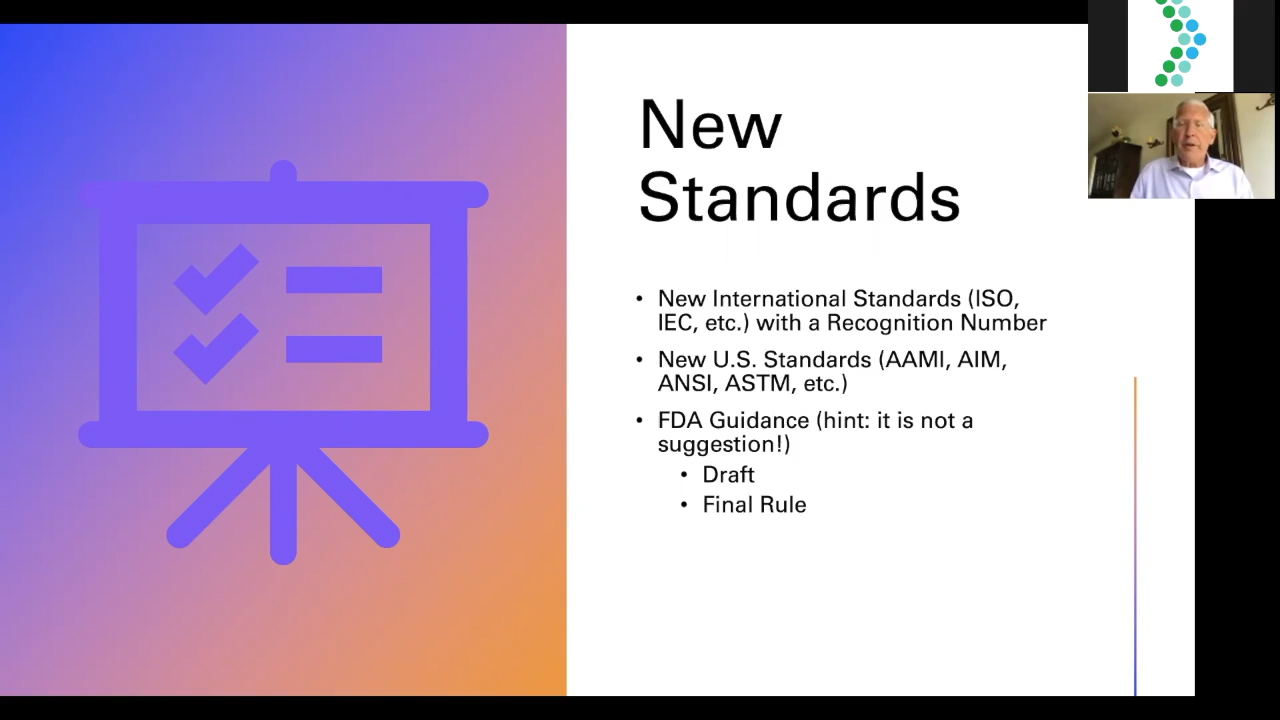 New
Standards
• New International Standards (ISO,
IEC, etc.) with a Recognition Number
• New U.S. Standards (AAMI, AIM,
ANSI, ASTM, etc.)
• FDA Guidance (hint: it is not a
suggestion!)
• Draft
• Final Rule